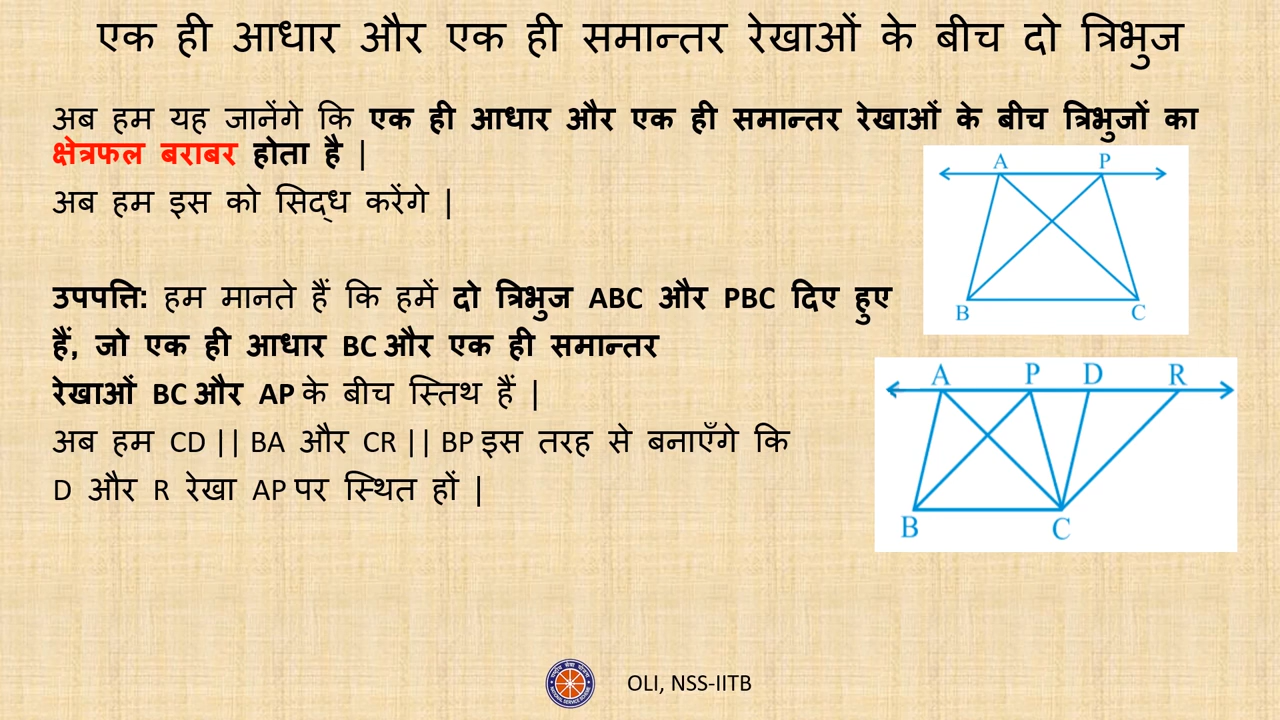 एक ही आधार और एक ही समान्तर रेखाओं के बीच दो त्रिभुज
अब हम यह जानेंगे कि एक ही आधार और एक ही समान्तर रेखाओं के बीच त्रिभुजों का
क्षेत्रफल बराबर होता है |
अब हम इस को सिद्ध करेंगे |
A P
B C
उपपत्ति: हम मानते हैं कि हमें दो त्रिभुज ABC और PBC दिए हुए
हैं, जो एक ही आधार BC और एक ही समान्तर
रेखाओं BC और AP के बीच स्तिथ हैं |
अब हम CD || BA और CR || BP इस तरह से बनाएँगे कि
D और R रेखा AP पर स्थित हों |
A P D R
B C
OLI, NSS-IITB